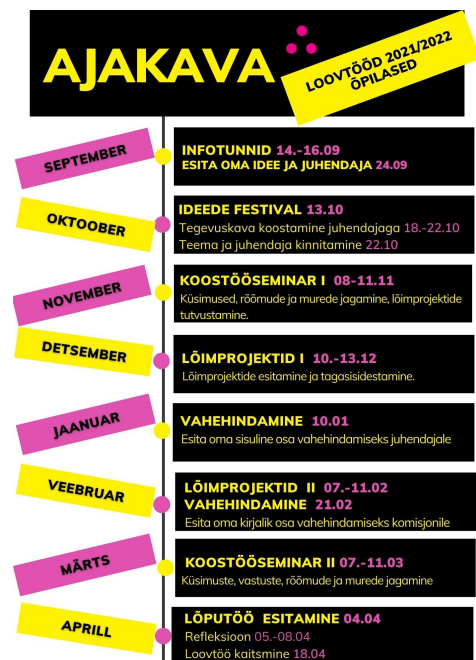 AJAKAVA
LOOVTÖÖD 2021/2022
ÕPILASED
SEPTEMBER
INFOTUNNID 14.-16.09
ESITA OMA IDEE JA JUHENDAJA 24.09
OKTOOBER
IDEEDE FESTIVAL 13.10
Tegevuskava koostamine juhendajaga 18.-22.10
Teema ja juhendaja kinnitamine 22.10
NOVEMBER
KOOSTÖÖSEMINAR I 08-11.11
Küsimused, rõõmude ja murede jagamine, lõimprojektide
tutvustamine.
DETSEMBER
LÕIMPROJEKTID I 10.-13.12
Lõimprojektide esitamine ja tagasisidestamine.
JAANUAR
VAHEHINDAMINE 10.01
Esita oma sisuline osa vahehindamiseks juhendajale
VEEBRUAR
LÕIMPROJEKTID II 07.-11.02
VAHEHINDAMINE 21.02
Esita oma kirjalik osa vahehindamiseks komisjonile
MÄRTS
KOOSTÖÖSEMINAR II 07.-11.03
Küsimuste, vastuste, rõõmude ja murede jagamine
APRILL
LÕPUTÖÖ ESITAMINE 04.04
Refleksioon 05.-08.04
Loovtöö kaitsmine 18.04